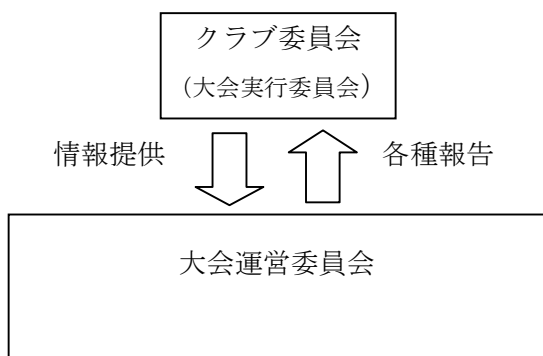 クラブ委員会
（大会実行委員会）
情報提供
各種報告
大会運営委員会